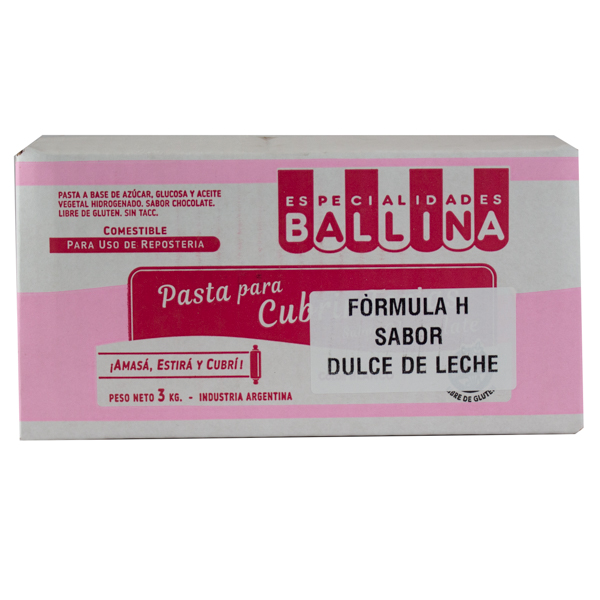 PASTA A BASE DE AZÚCAR, GLUCOSA Y ACEITE
VEGETAL HIDROGENADO. SABOR CHOCOLATE.
LIBRE DE GLUTEN. SIN TACC.
COMESTIBLE
PARA USO DE REPOSTERIA
ESPECIALIDADES
BALLINA
Pasta para
FÒRMULA H
SABOR
DULCE DE LECHE
¡AMASÁ, ESTIRÁ Y CUBRÍ!
PESO NETO 3 KG. - INDUSTRIA ARGENTINA
DE GLUTEN